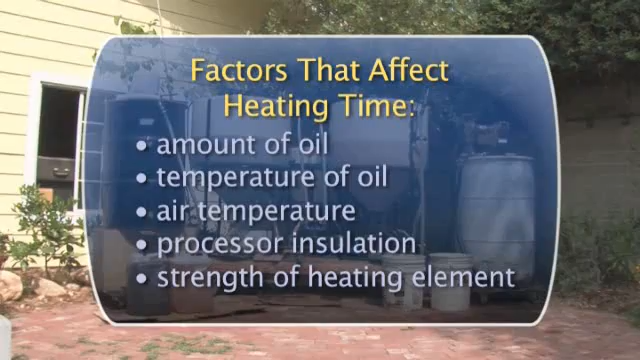 Factors That Affect
Heating Time:
• amount of oil
• temperature of oil
• air temperature
• processor insulation
• strength of heating element